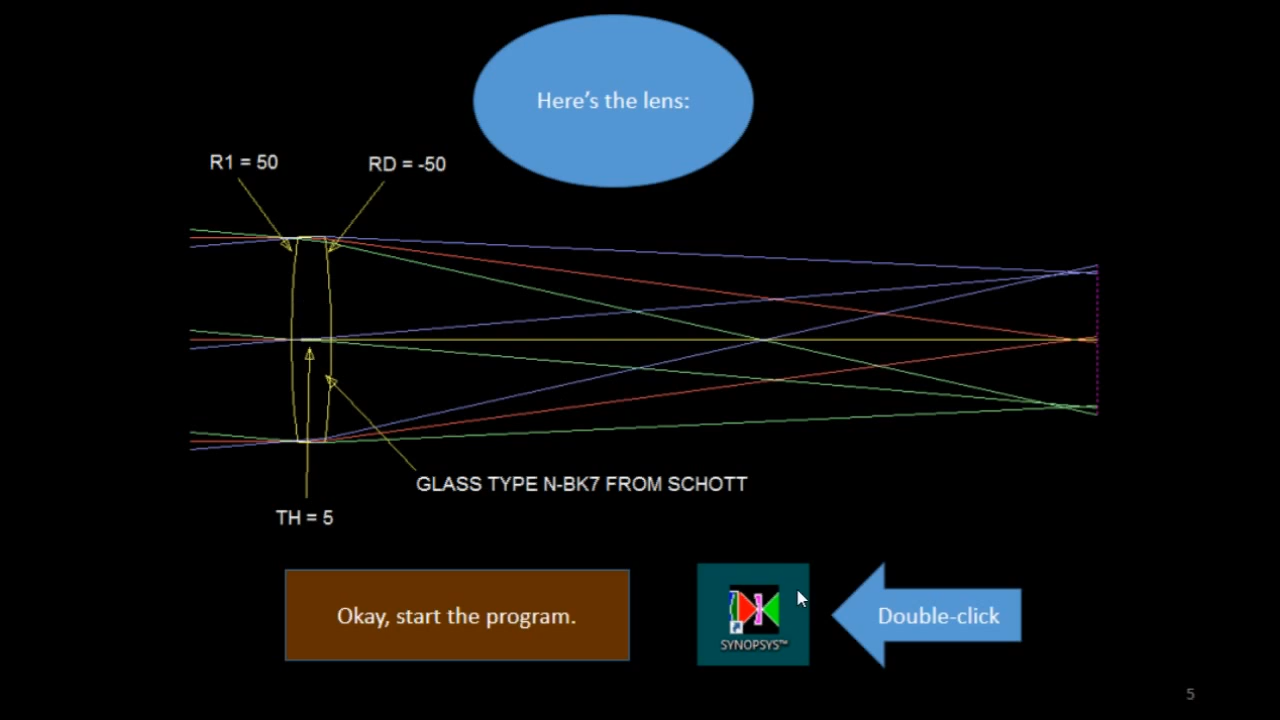 Here’s the lens:
R1 = 50
RD = -50
GLASS TYPE N-BK7 FROM SCHOTT
TH = 5
Okay, start the program.
SYNOPSYS™
Double-click
5